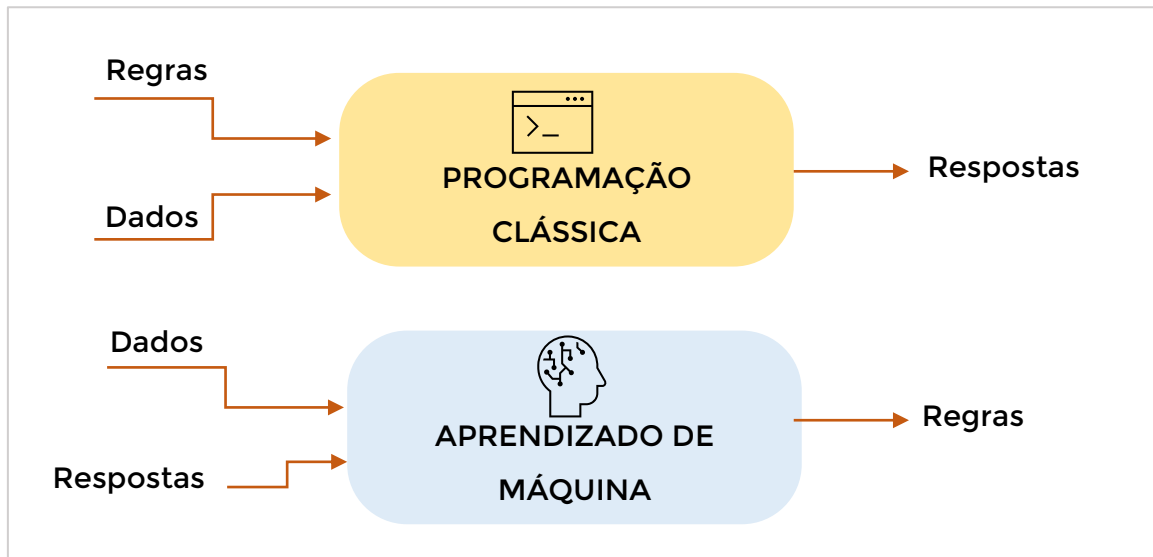 Regras
Dados
PROGRAMAÇÃO
CLÁSSICA
Respostas
Dados
Respostas
APRENDIZADO DE
MÁQUINA
Regras